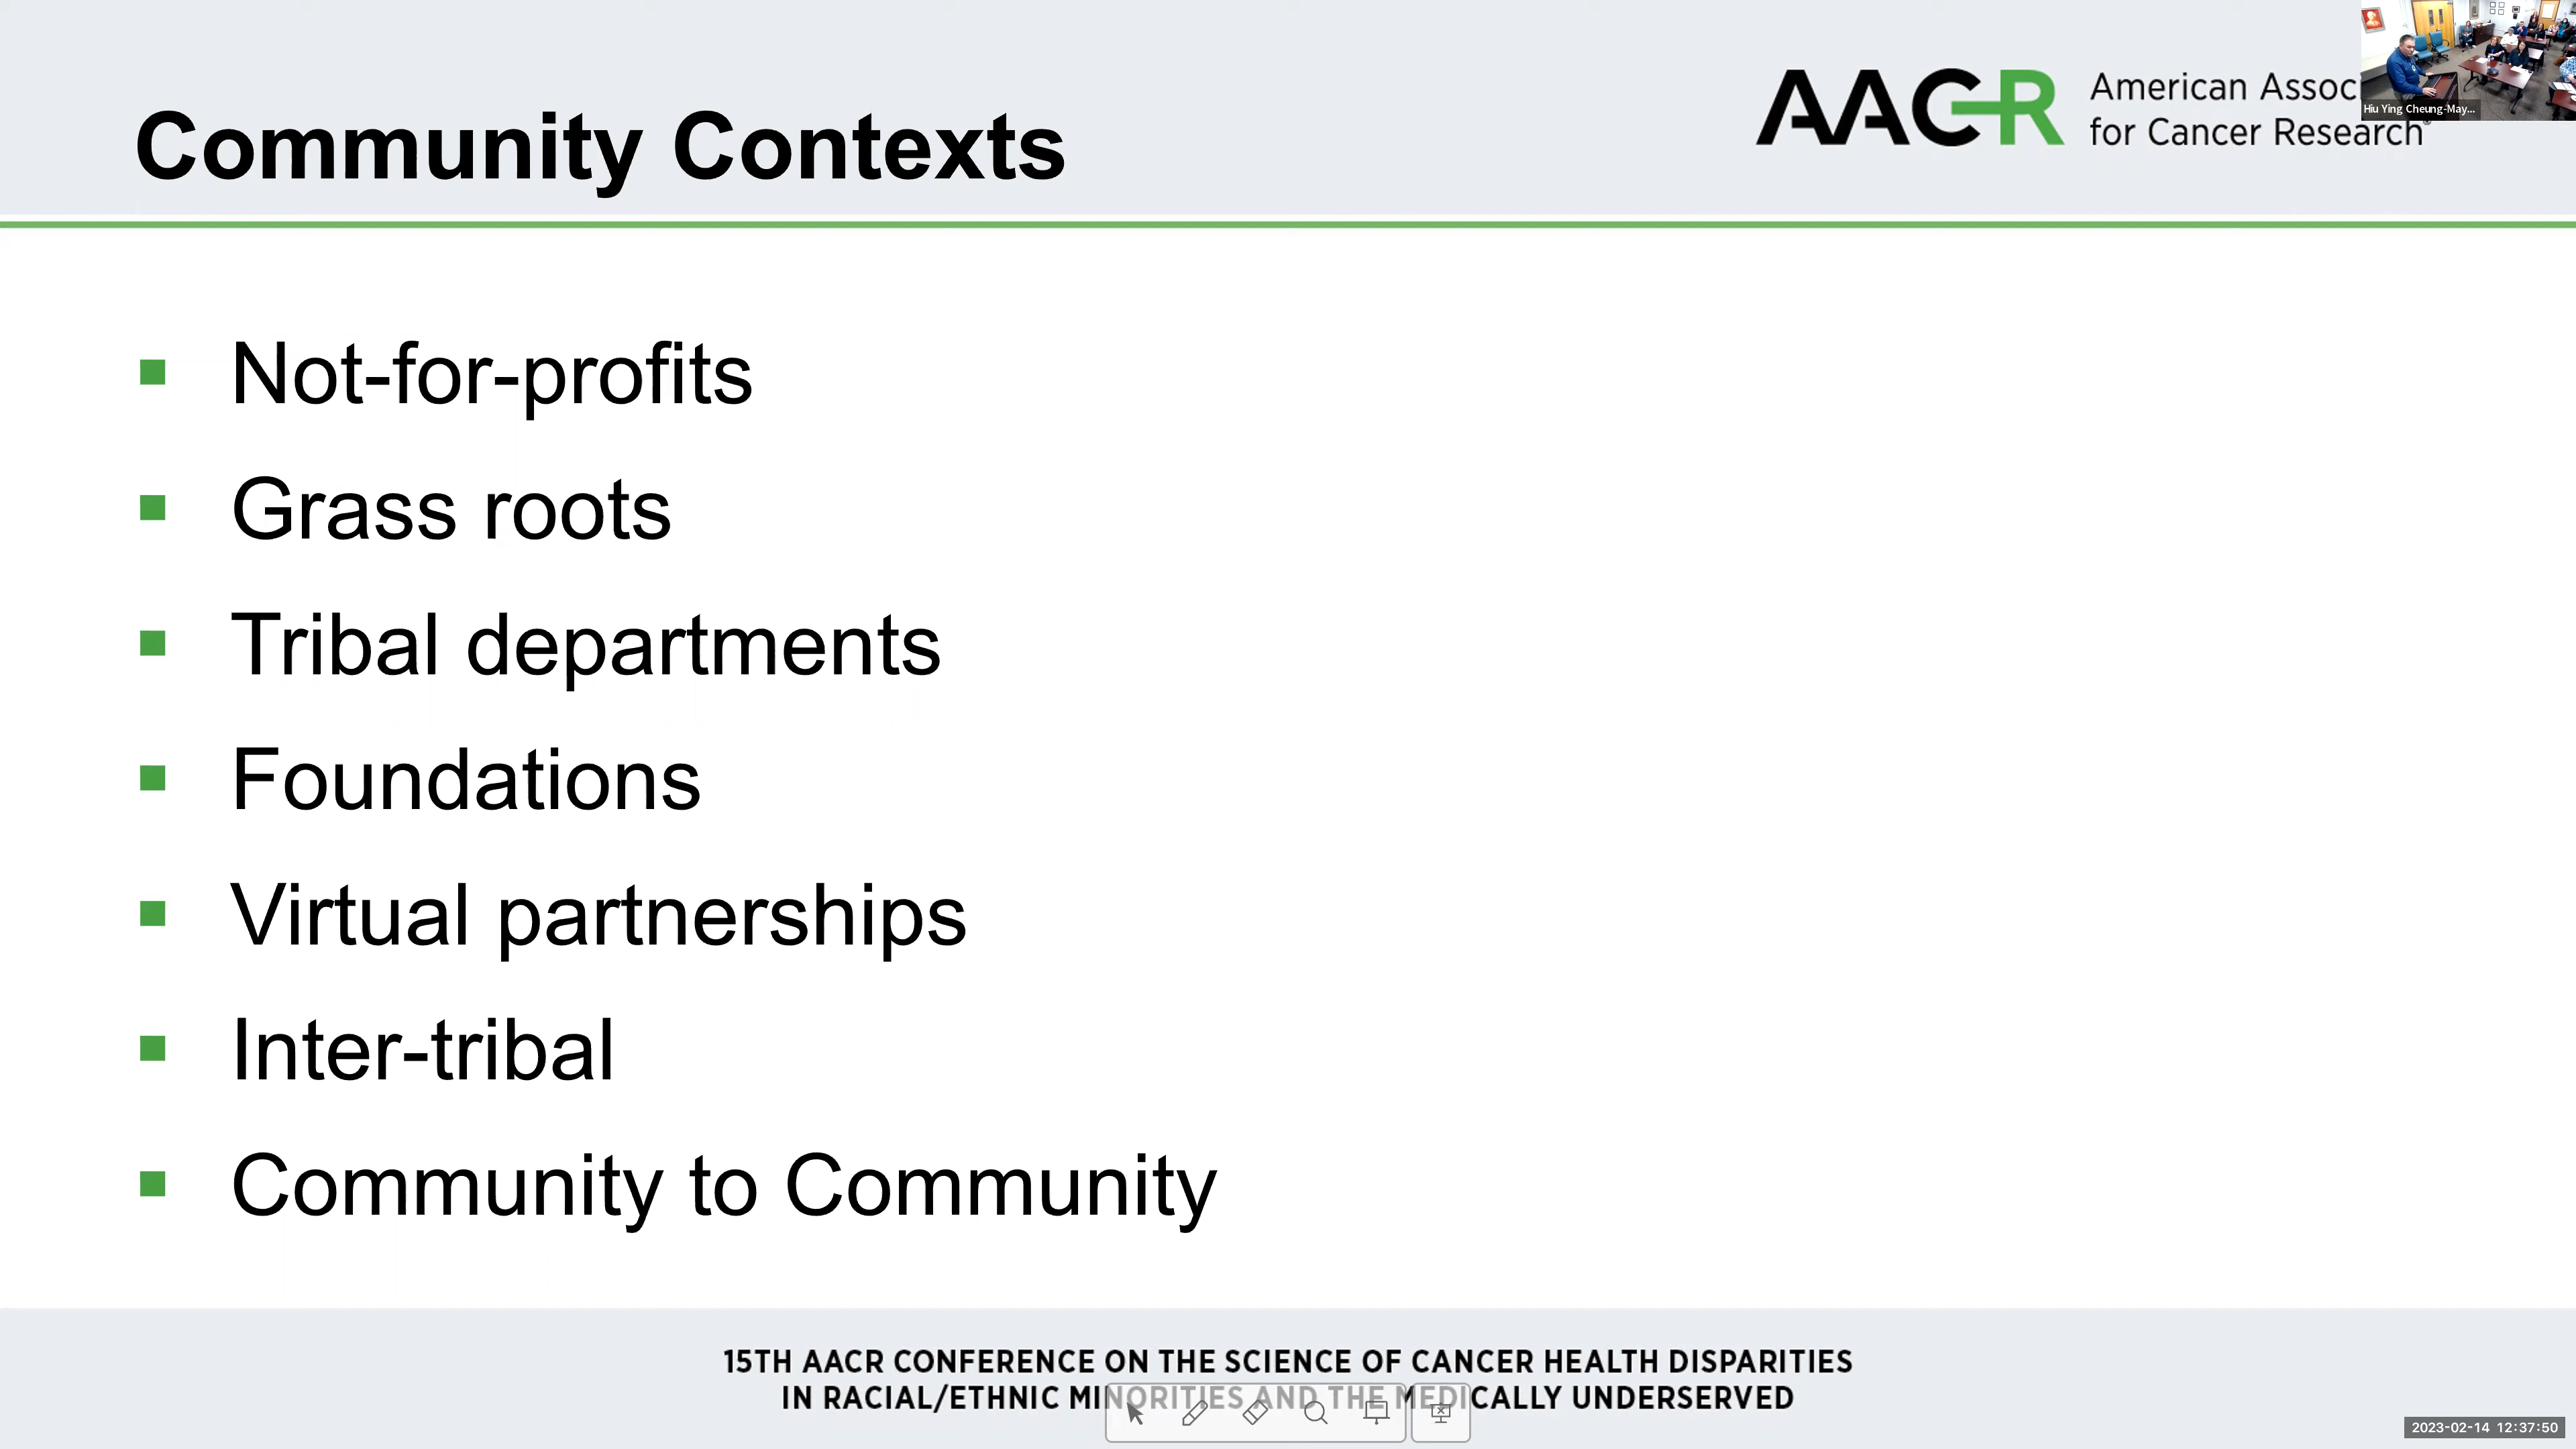 Community Contexts
AACR
American Assoc
for Cancer Research
Hiu Ying Cheung-May...
Not-for-profits
Grass roots
Tribal departments
Foundations
Virtual partnerships
Inter-tribal
Community to Community
15TH AACR CONFERENCE ON THE SCIENCE OF CANCER HEALTH DISPARITIES
IN RACIAL/ETHNIC MINORITIES AND THE MEDICALLY UNDERSERVED
2023-02-14 12:37:50